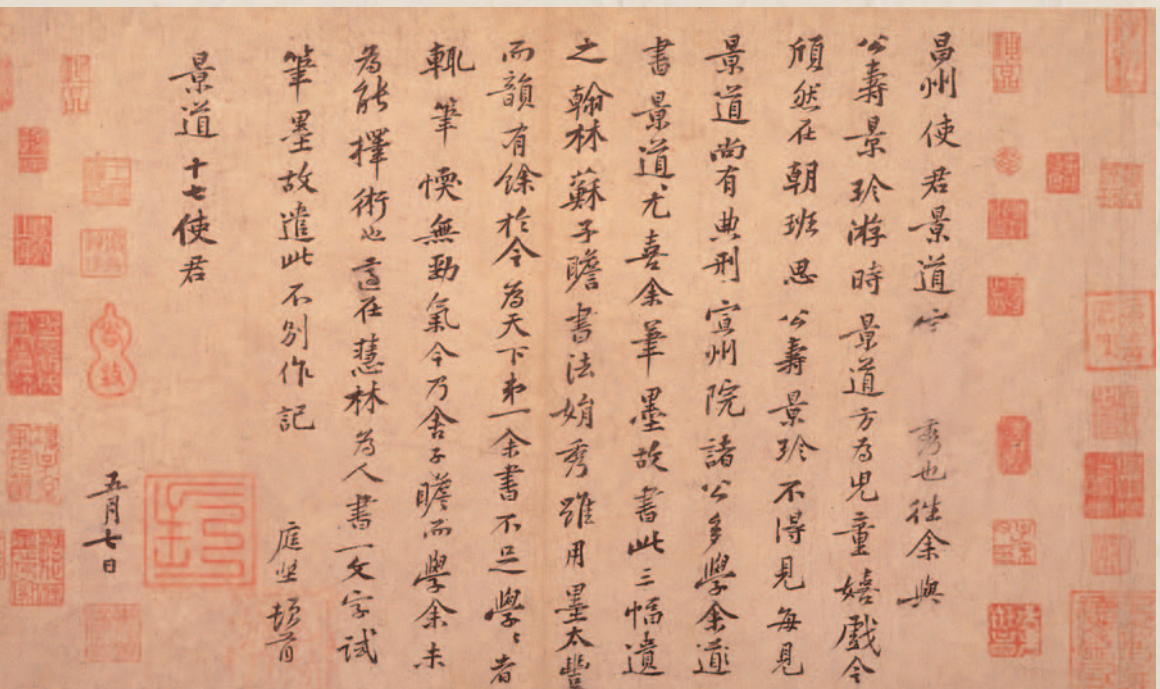 昌州使君景道宗秀也往余與
公壽景珍游時景道方為兒童嬉戲今
頎然在朝班思公壽景珍不得見每見
景道尚有典刑宣州院諸公多學余
書景道尤喜余筆墨故書此三幅遺
之翰林蘇子瞻書法娟秀雖用墨太豐
而韻有餘於今為天下第一余書不足學〻者
輒筆愞無勁氣今乃舍子瞻而學余未
為能擇術也適在慧林為人書一文字試
筆墨故遣此不別作記 庭堅頓首
景道十七使君
五月七日